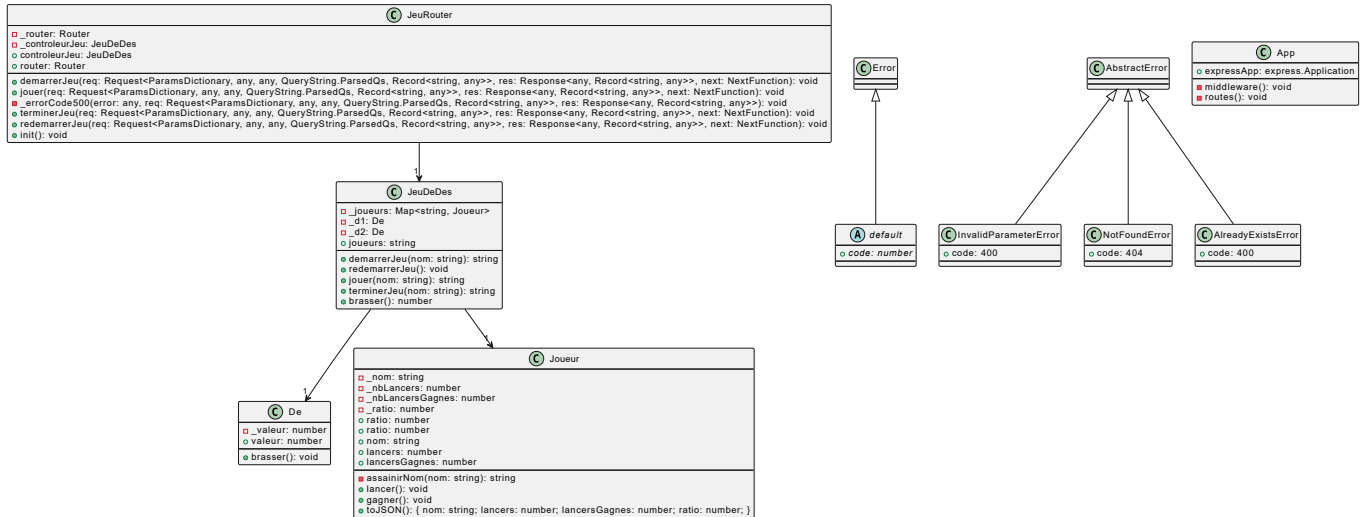 C JeuRouter
_router: Router
_controleurJeu: JeuDeDes
controleurJeu: JeuDeDes
router: Router
demarrerJeu(req: Request<ParamsDictionary, any, any, QueryString.ParsedQs, Record<string, any>>, res: Response<any, Record<string, any>>, next: NextFunction): void
jouer(req: Request<ParamsDictionary, any, any, QueryString.ParsedQs, Record<string, any>>, res: Response<any, Record<string, any>>, next: NextFunction): void
_errorCode500(error: any, req: Request<ParamsDictionary, any, any, QueryString.ParsedQs, Record<string, any>>, res: Response<any, Record<string, any>>): void
terminerJeu(req: Request<ParamsDictionary, any, any, QueryString.ParsedQs, Record<string, any>>, res: Response<any, Record<string, any>>, next: NextFunction): void
redemarrerJeu(req: Request<ParamsDictionary, any, any, QueryString.ParsedQs, Record<string, any>>, res: Response<any, Record<string, any>>, next: NextFunction): void
init(): void
C Error
C AbstractError
C App
expressApp: express.Application
middleware(): void
routes(): void
1
C JeuDeDes
_joueurs: Map<string, Joueur>
_d1: De
_d2: De
joueurs: string
demarrerJeu(nom: string): string
redemarrerJeu(): void
jouer(nom: string): string
terminerJeu(nom: string): string
brasser(): number
A default
code: number
C InvalidParameterError
code: 400
C NotFoundError
code: 404
C AlreadyExistsError
code: 400
1
1
C De
_valeur: number
valeur: number
brasser(): void
C Joueur
_nom: string
_nbLancers: number
_nbLancersGagnes: number
_ratio: number
ratio: number
ratio: number
nom: string
lancers: number
lancersGagnes: number
assainirNom(nom: string): string
lancer(): void
gagner(): void
toJSON(): { nom: string; lancers: number; lancersGagnes: number; ratio: number; }